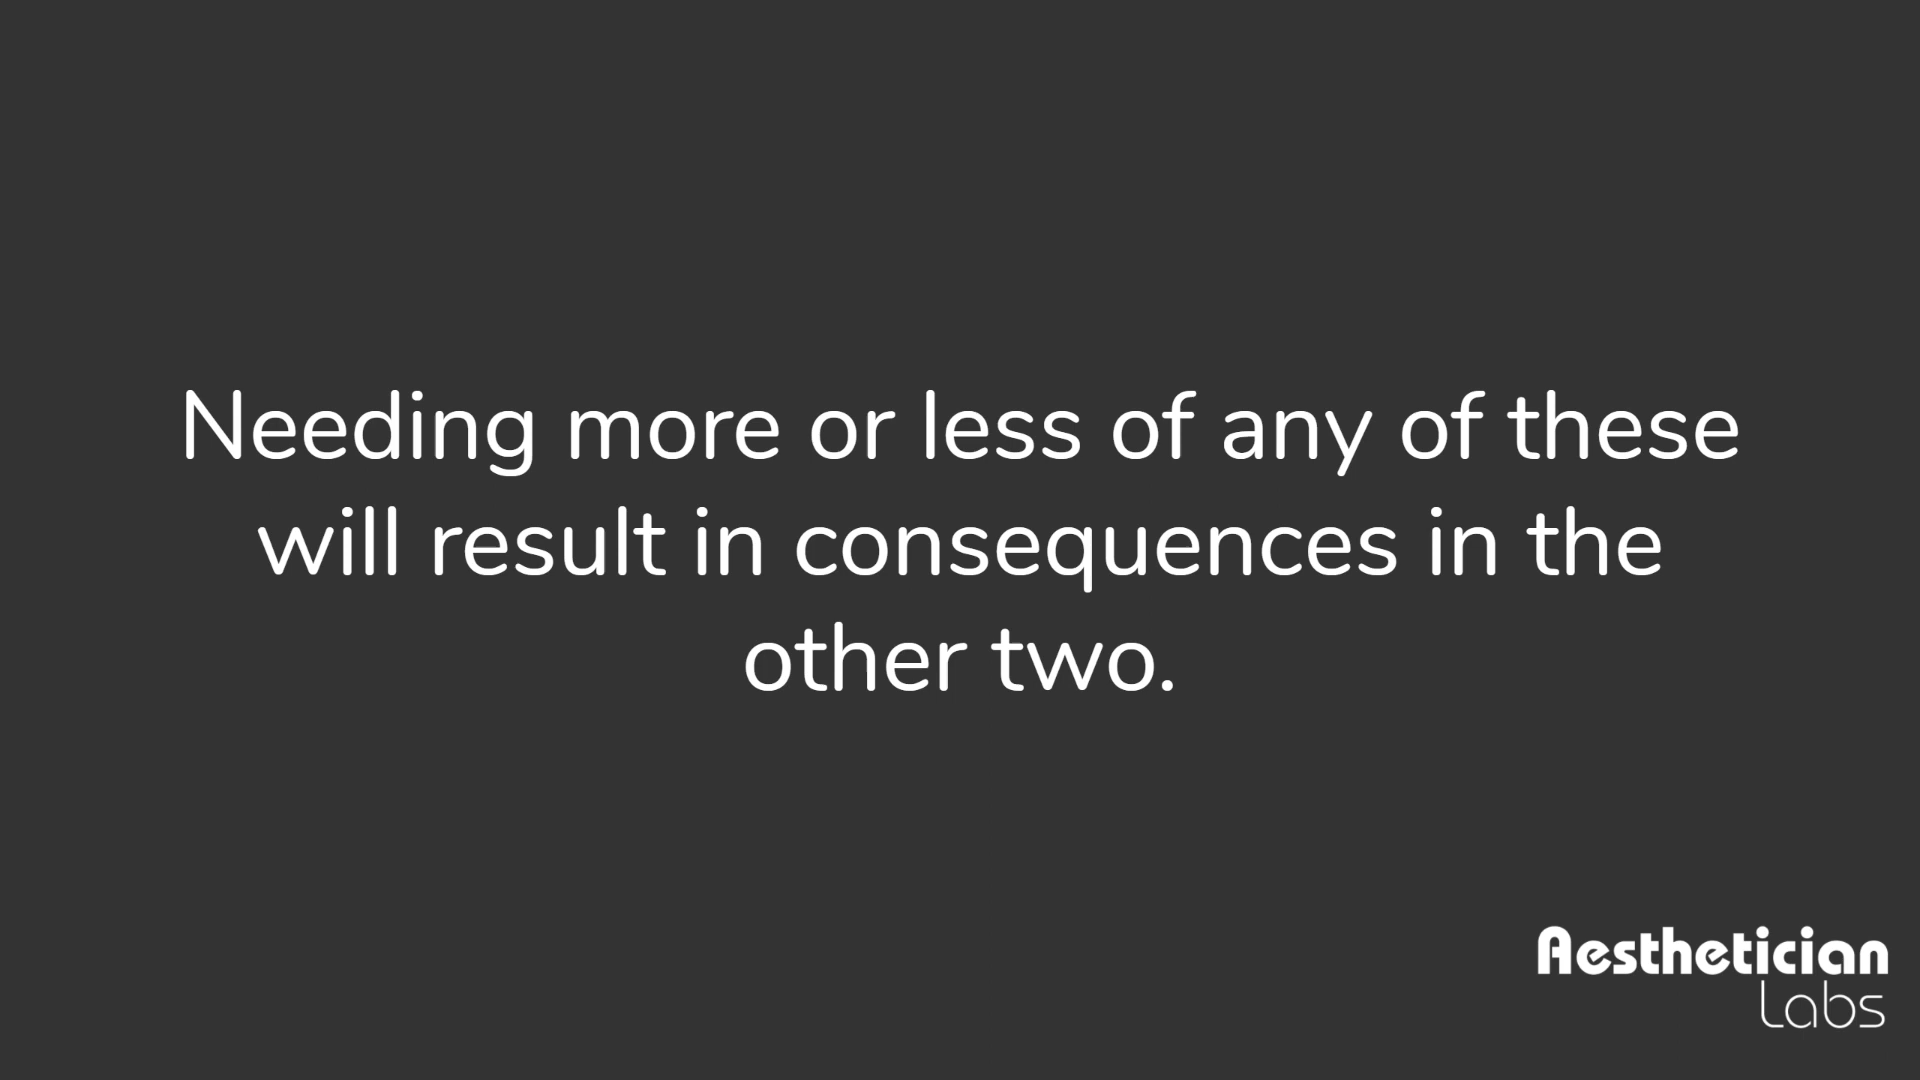 Needing more or less of any of these
will result in consequences in the
other two.
Aesthetician
Labs